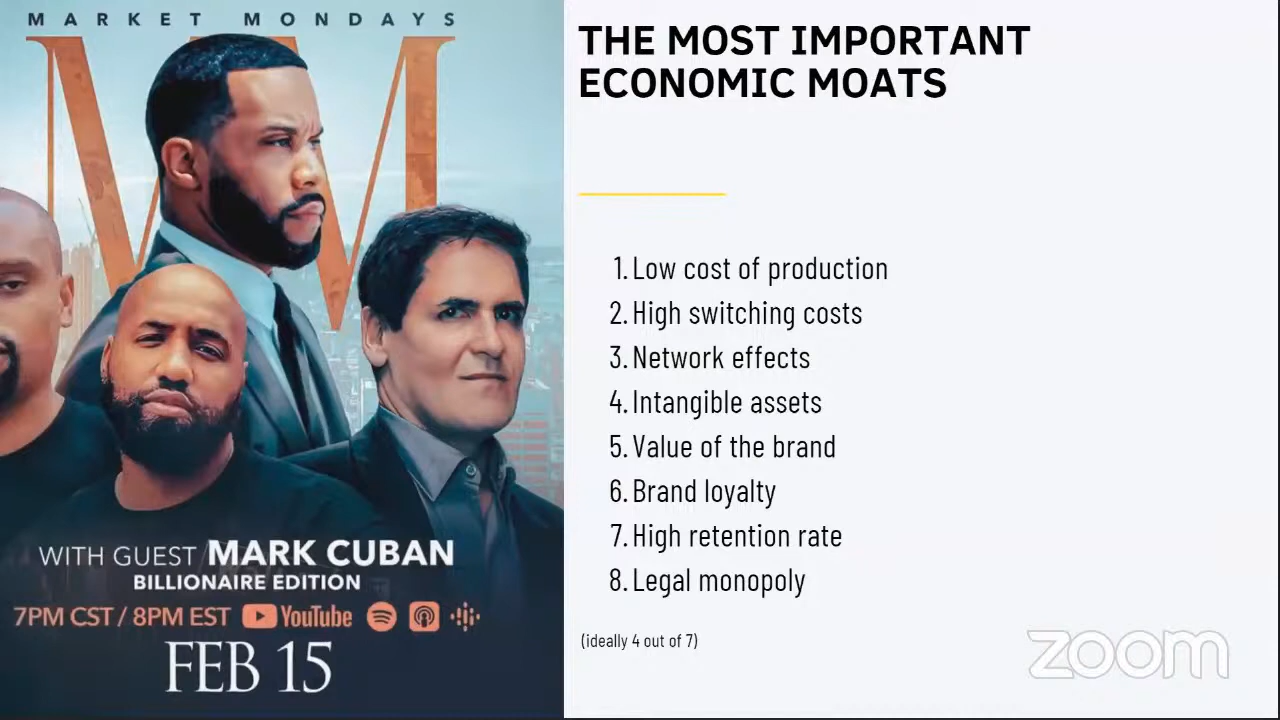 MARKET MONDAYS
M
WITH GUEST MARK CUBAN
BILLIONAIRE EDITION
7PM CST / 8PM EST YouTube
FEB 15
THE MOST IMPORTANT
ECONOMIC MOATS
1. Low cost of production
2. High switching costs
3. Network effects
4. Intangible assets
5. Value of the brand
6. Brand loyalty
7. High retention rate
8. Legal monopoly
(ideally 4 out of 7)
zoom